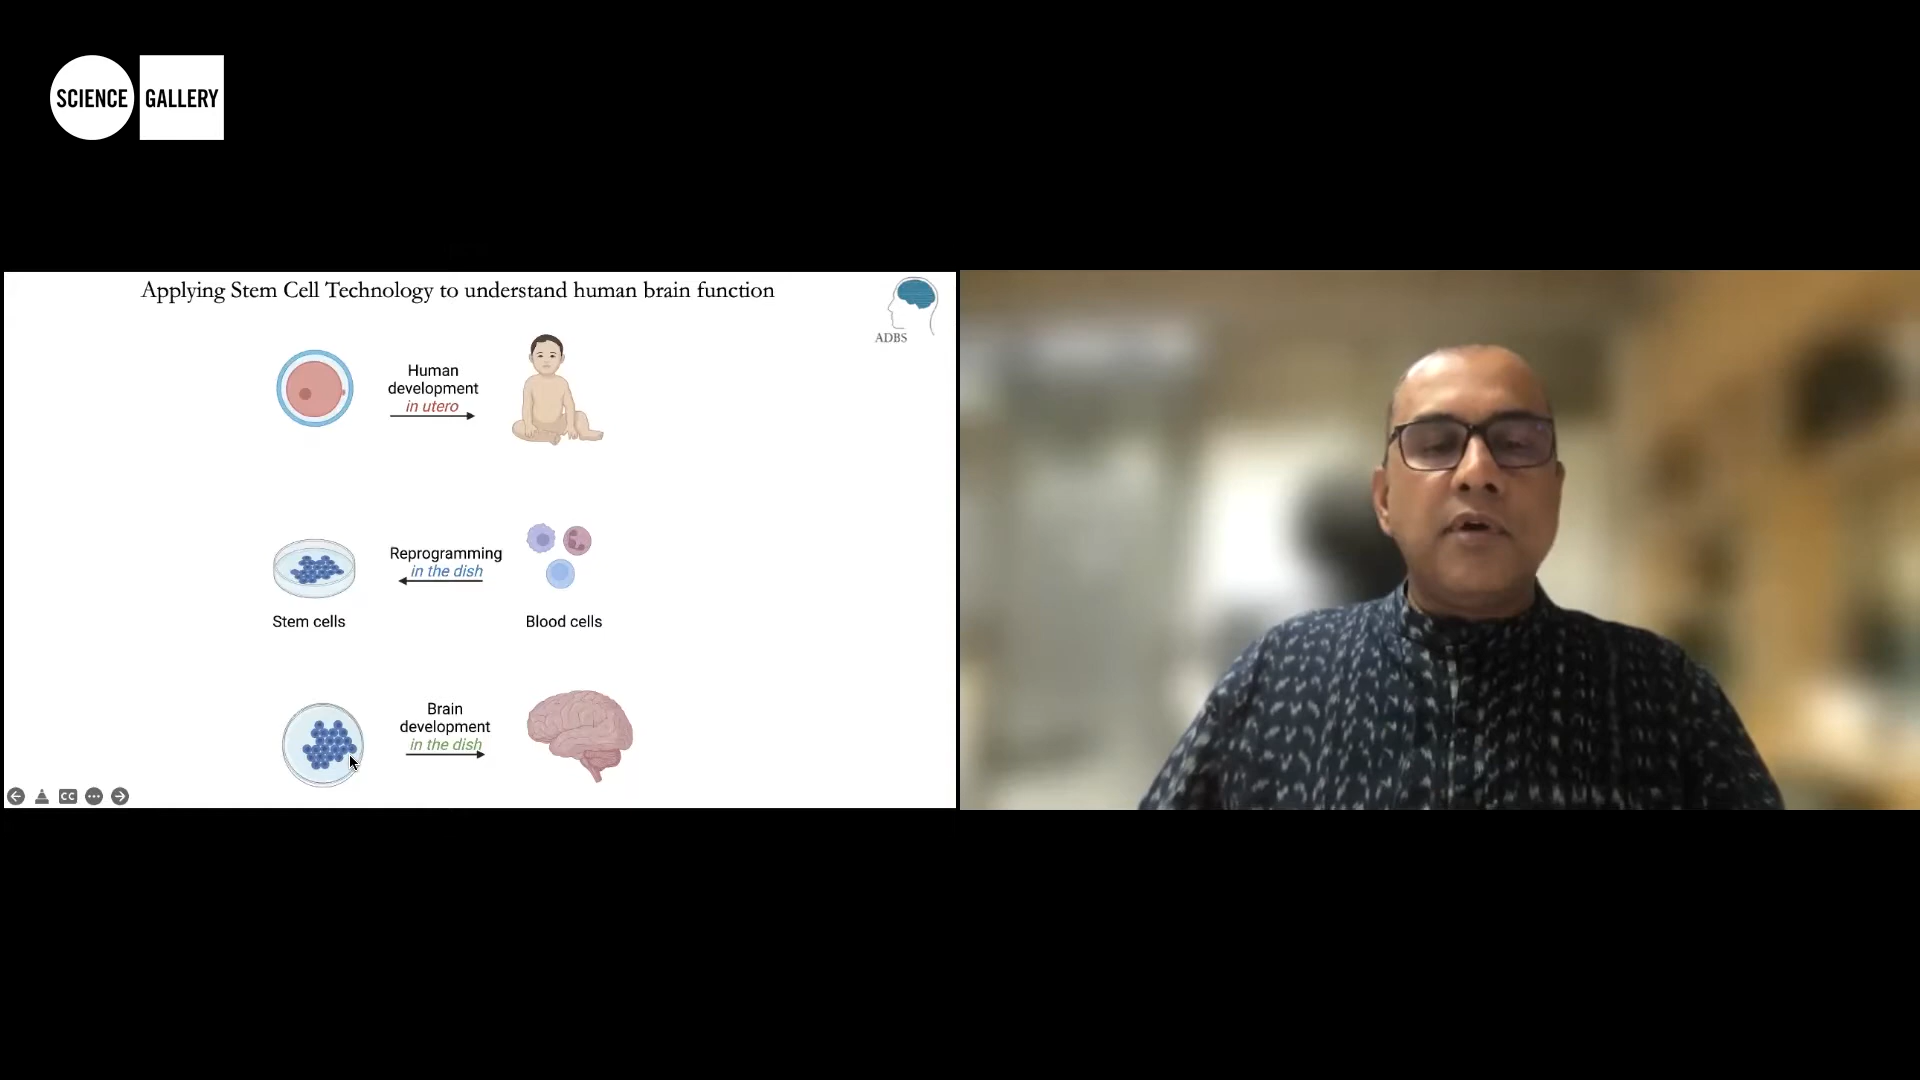 SCIENCE GALLERY
Applying Stem Cell Technology to understand human brain function
ADBS
Human
development
in utero
Reprogramming
in the dish
Stem cells
Blood cells
Brain
development
in the dish
CC